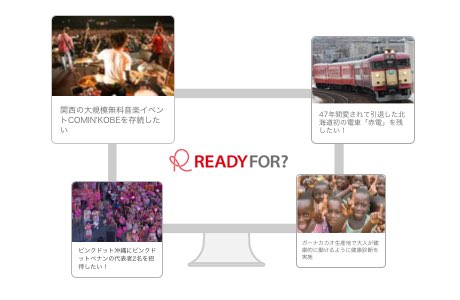 関西の大規模無料音楽イベ
ントCOMIN'KOBEを存続した
い
47年間愛されて引退した北
海道初の電車「赤電」を残
したい！
READYFOR?
ピンクドット沖縄にピンクド
ットペナンの代表者2名を招
待したい！
ガーナカカオ生産地で大人が健
康的に働けるように健康診断を
実施